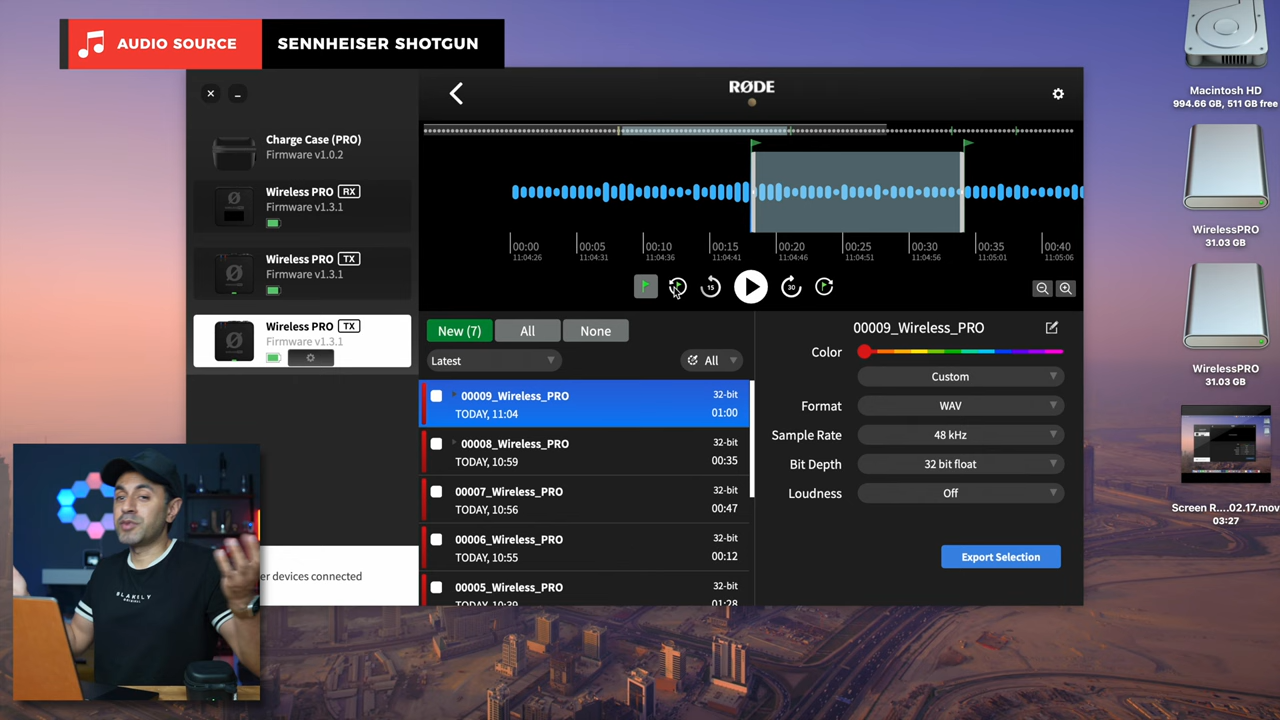 AUDIO SOURCE
SENNHEISER SHOTGUN
RØDE
Charge Case (PRO)
Firmware v1.0.2
Wireless PRO RX
Firmware v1.3.1
Wireless PRO TX
Firmware v1.3.1
Wireless PRO TX
Firmware v1.3.1
er devices connected
00:00 00:05 00:10 00:15 00:20 00:25 00:30 00:35 00:40
11:04:26 11:04:31 11:04:36 11:04:41 11:04:46 11:04:51 11:04:56 11:05:01 11:05:06
15
30
New (7) All None
Latest
All
00009_Wireless_PRO 32-bit
TODAY, 11:04 01:00
00008_Wireless_PRO 32-bit
TODAY, 10:59 00:35
00007_Wireless_PRO 32-bit
TODAY, 10:56 00:47
00006_Wireless_PRO 32-bit
TODAY, 10:55 00:12
00005_Wireless_PRO 32-bit
TODAY, 10:39 01:28
00009_Wireless_PRO
Color
Custom
Format WAV
Sample Rate 48 kHz
Bit Depth 32 bit float
Loudness Off
Export Selection
Macintosh HD
994.66 GB, 511 GB free
WirelessPRO
31.03 GB
WirelessPRO
31.03 GB
Screen R....02.17.mov
03:27
BLAKELY